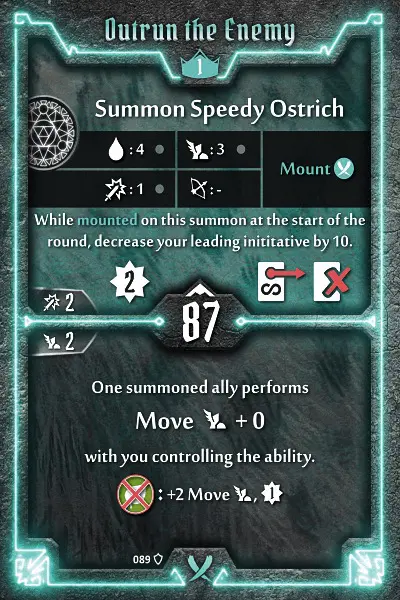 Outrun the Enemy
1
Summon Speedy Ostrich
:4 :3
Mount
:1 :-
While mounted on this summon at the start of the
round, decrease your leading inititative by 10.
2
S
2
87
2
One summoned ally performs
Move + 0
with you controlling the ability.
: +2 Move , 1
089